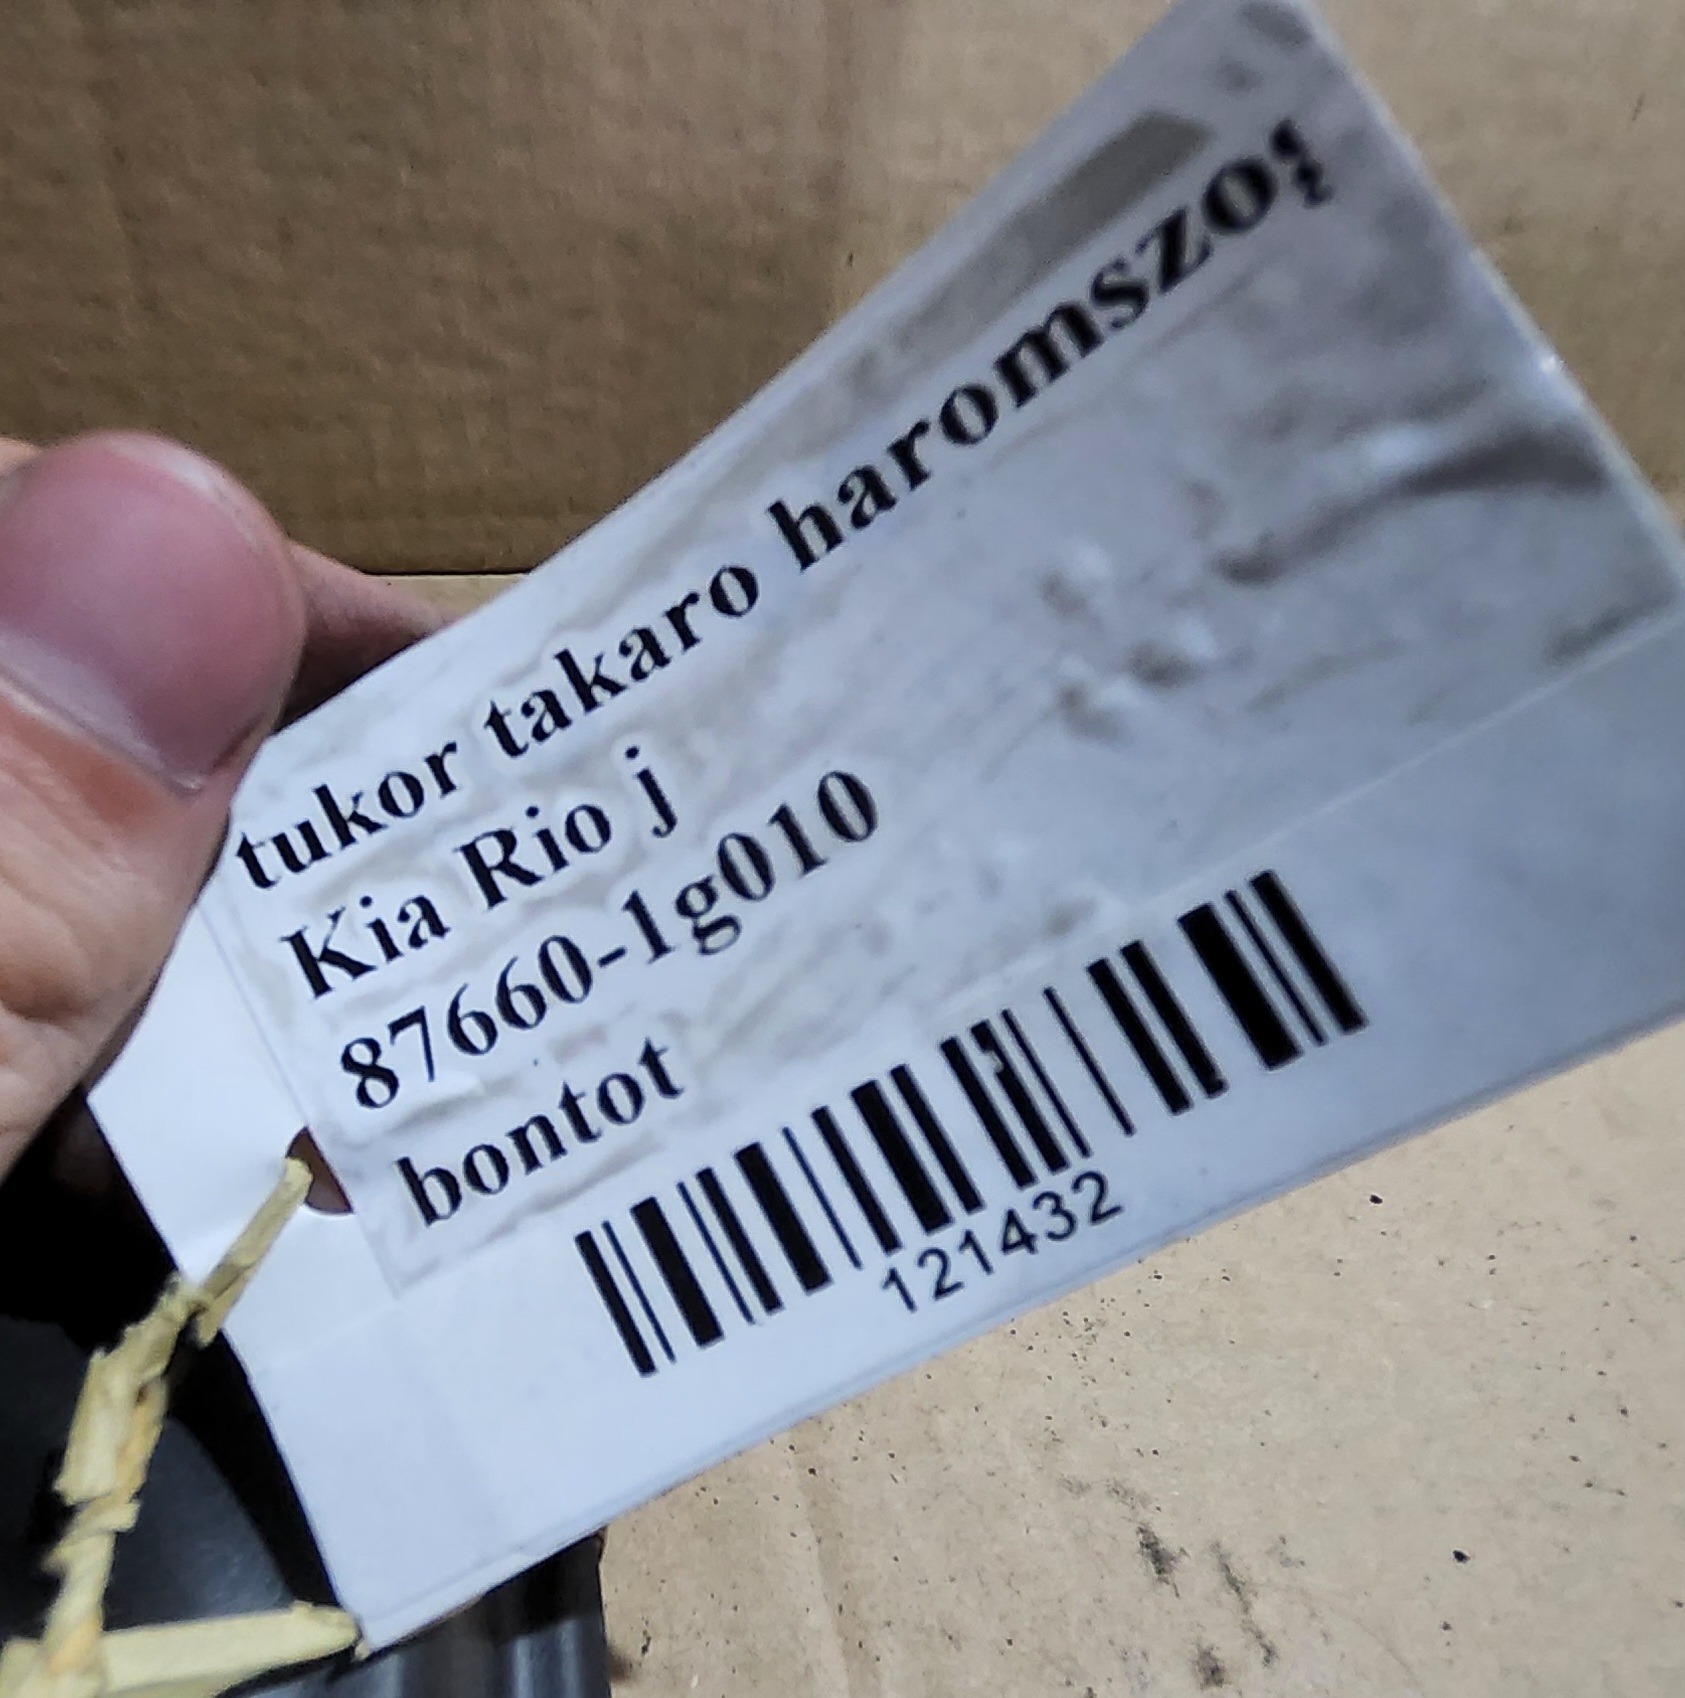 tukor takaro haromszo
Kia Rio j
87660-1g010
bontot
121432